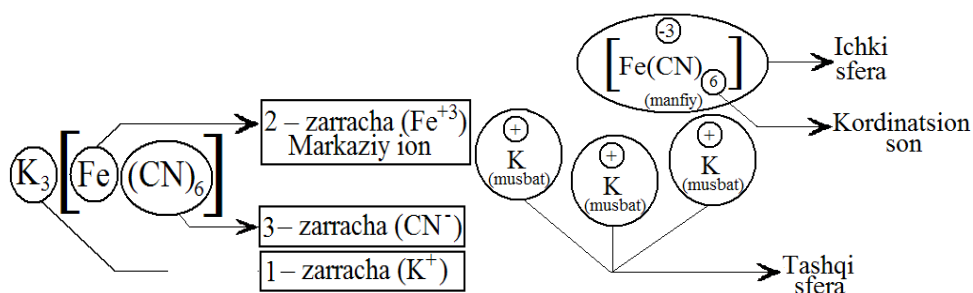 K₃[Fe(CN)₆]
2 – zarracha (Fe⁺³)
Markaziy ion
3– zarracha (CN⁻)
1– zarracha (K⁺)
-3
[Fe(CN)₆]
(manfiy)
+
K
(musbat)
+
K
(musbat)
+
K
(musbat)
Ichki
sfera
Kordinatsion
son
Tashqi
sfera